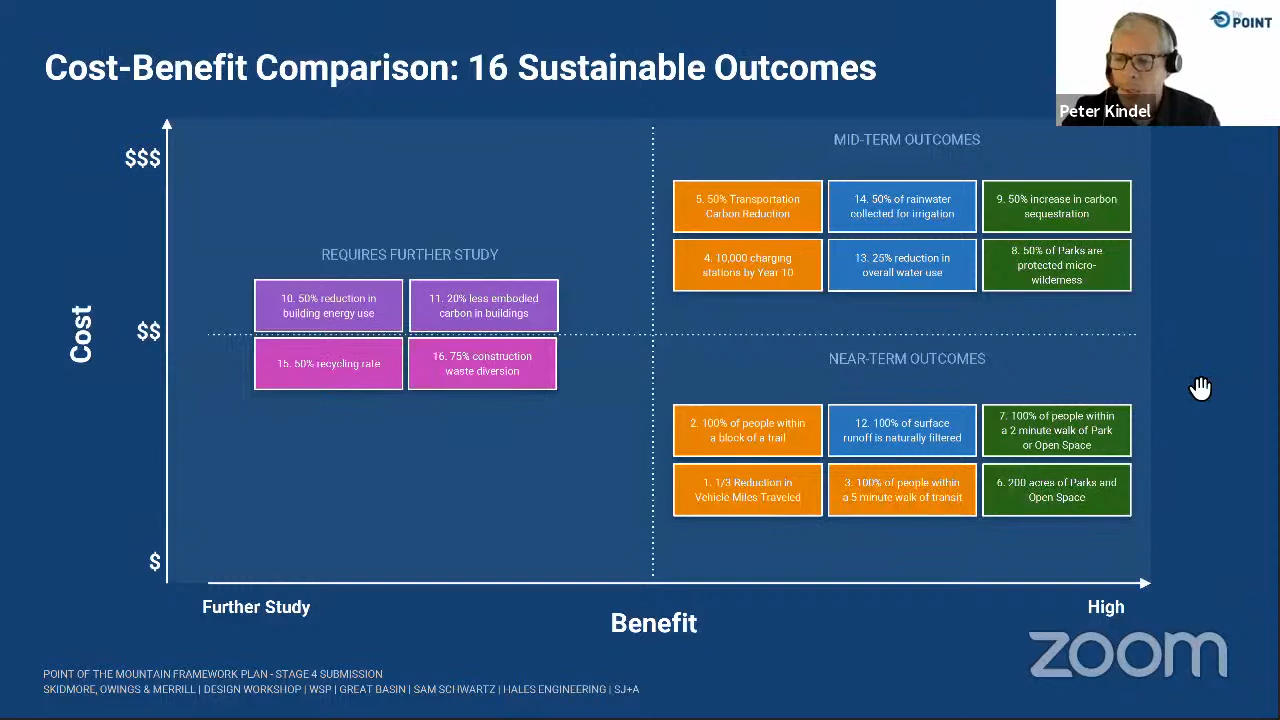 Cost-Benefit Comparison: 16 Sustainable Outcomes
the
POINT
Peter Kindel
$$$
$$
$
Cost
REQUIRES FURTHER STUDY
10. 50% reduction in
building energy use
11. 20% less embodied
carbon in buildings
15. 50% recycling rate
16. 75% construction
waste diversion
MID-TERM OUTCOMES
5. 50% Transportation
Carbon Reduction
14. 50% of rainwater
collected for irrigation
9. 50% increase in carbon
sequestration
4. 10,000 charging
stations by Year 10
13. 25% reduction in
overall water use
8. 50% of Parks are
protected micro-
wilderness
NEAR-TERM OUTCOMES
2. 100% of people within
a block of a trail
12. 100% of surface
runoff is naturally filtered
7. 100% of people within
a 2 minute walk of Park
or Open Space
1. 1/3 Reduction in
Vehicle Miles Traveled
3. 100% of people within
a 5 minute walk of transit
6. 200 acres of Parks and
Open Space
Further Study
Benefit
High
zoom
POINT OF THE MOUNTAIN FRAMEWORK PLAN - STAGE 4 SUBMISSION
SKIDMORE, OWINGS & MERRILL | DESIGN WORKSHOP | WSP | GREAT BASIN | SAM SCHWARTZ | HALES ENGINEERING | SJ+A